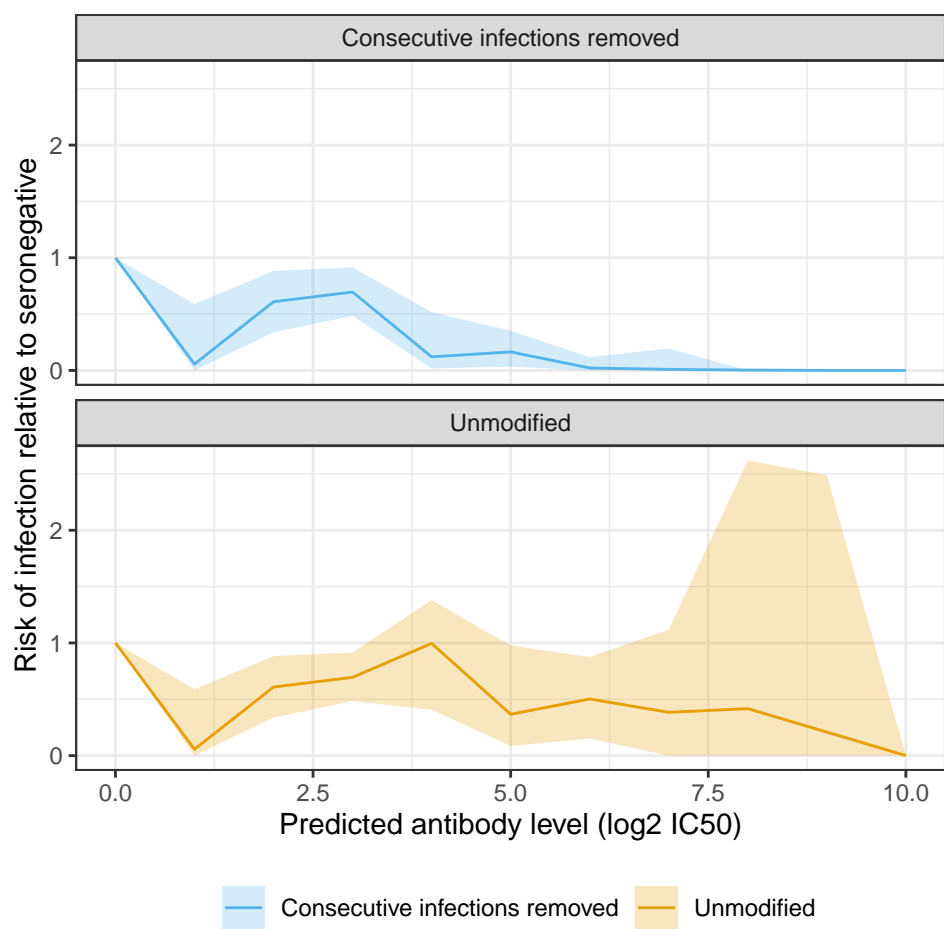 Consecutive infections removed
2
1
0
Unmodified
2
1
0
0.0 2.5 5.0 7.5 10.0
Predicted antibody level (log2 IC50)
Risk of infection relative to seronegative
Consecutive infections removed Unmodified